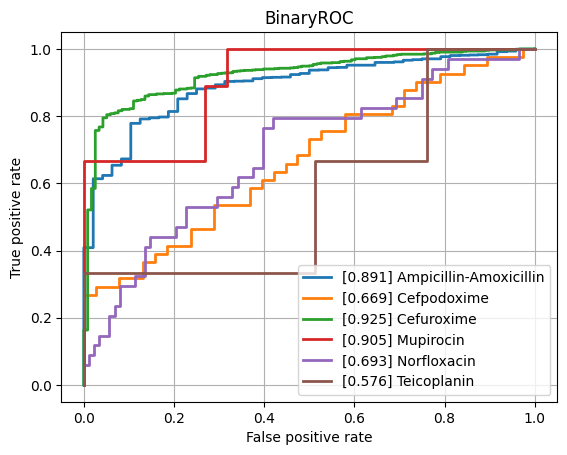 BinaryROC
True positive rate
1.0
0.8
0.6
0.4
0.2
0.0
0.0 0.2 0.4 0.6 0.8 1.0
False positive rate
[0.891] Ampicillin-Amoxicillin
[0.669] Cefpodoxime
[0.925] Cefuroxime
[0.905] Mupirocin
[0.693] Norfloxacin
[0.576] Teicoplanin